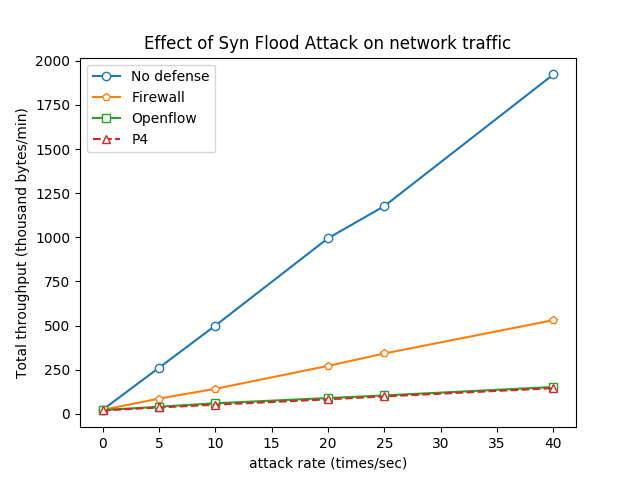 Effect of Syn Flood Attack on network traffic
No defense
Firewall
Openflow
P4
Total throughput (thousand bytes/min)
2000
1750
1500
1250
1000
750
500
250
0
0 5 10 15 20 25 30 35 40
attack rate (times/sec)